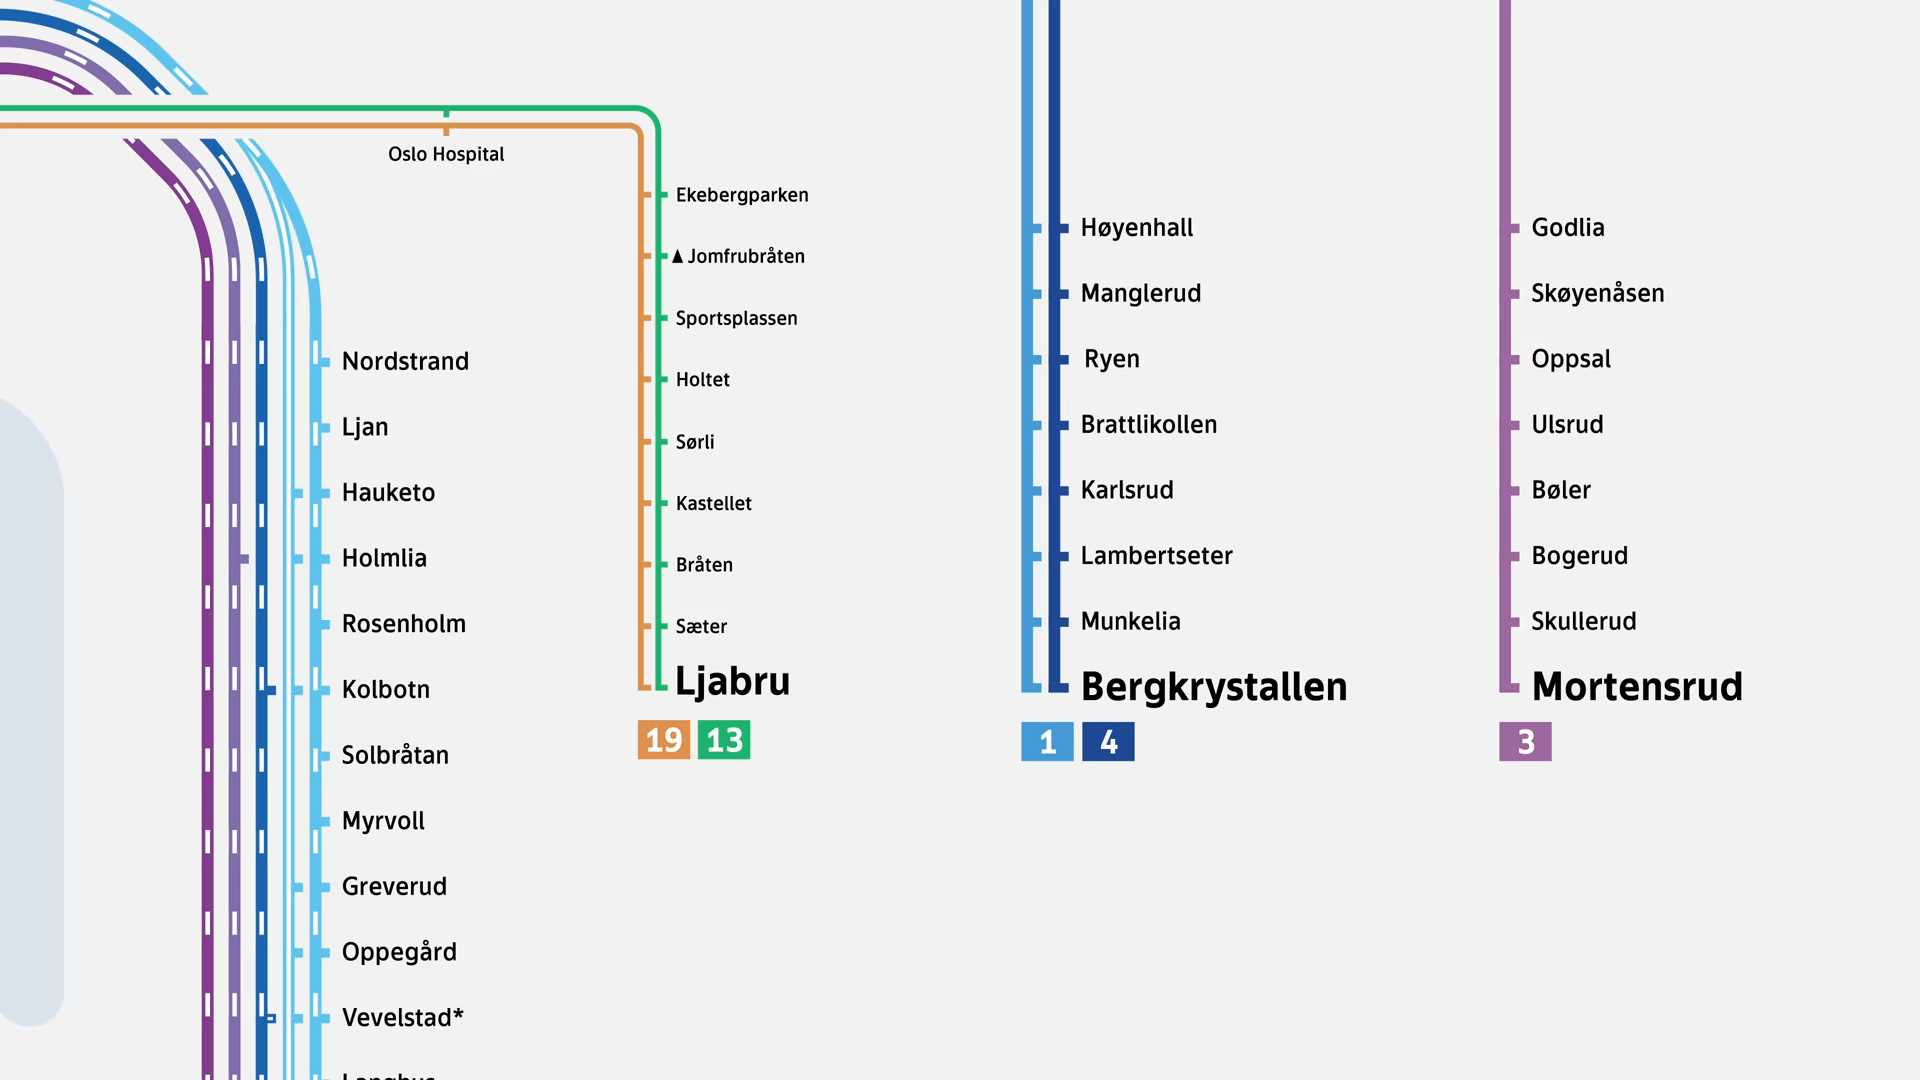 Oslo Hospital
Nordstrand
Ljan
Hauketo
Holmlia
Rosenholm
Kolbotn
Solbråtan
Myrvoll
Greverud
Oppegård
Vevelstad*
Ekebergparken
▲ Jomfrubråten
Sportsplassen
Holtet
Sørli
Kastellet
Bråten
Sæter
Ljabru
19 13
Høyenhall
Manglerud
Ryen
Brattlikollen
Karlsrud
Lambertseter
Munkelia
Bergkrystallen
1 4
Godlia
Skøyenåsen
Oppsal
Ulsrud
Bøler
Bogerud
Skullerud
Mortensrud
3